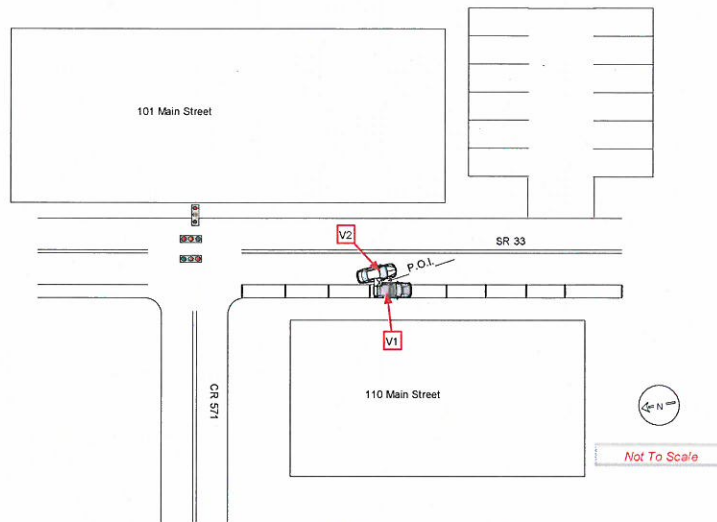 101 Main Street
V2
SR 33
P.O.I.
V1
CR 571
110 Main Street
N
Not To Scale